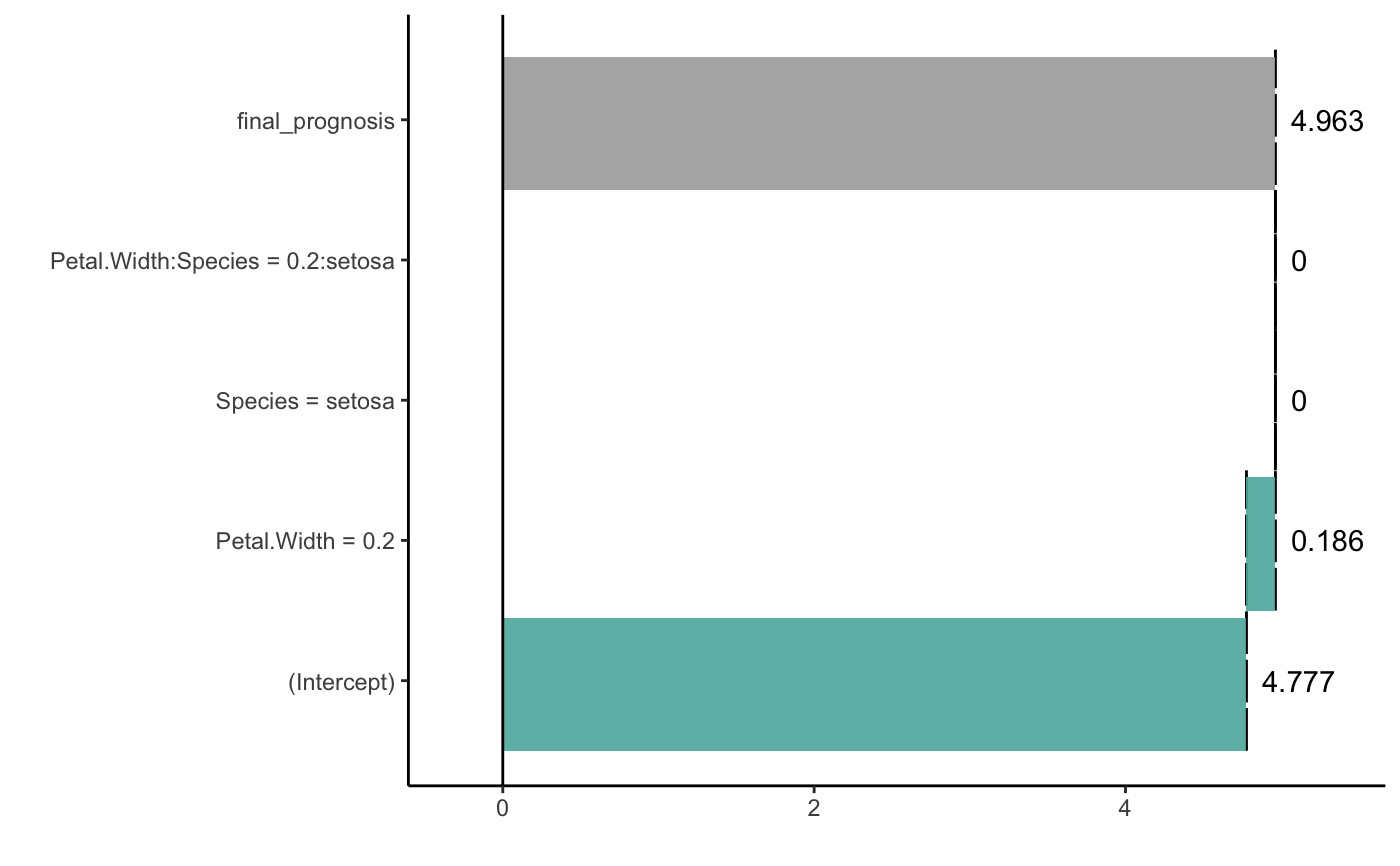 final_prognosis
4.963
Petal.Width:Species = 0.2:setosa
0
Species = setosa
0
Petal.Width = 0.2
0.186
(Intercept)
4.777
0
2
4